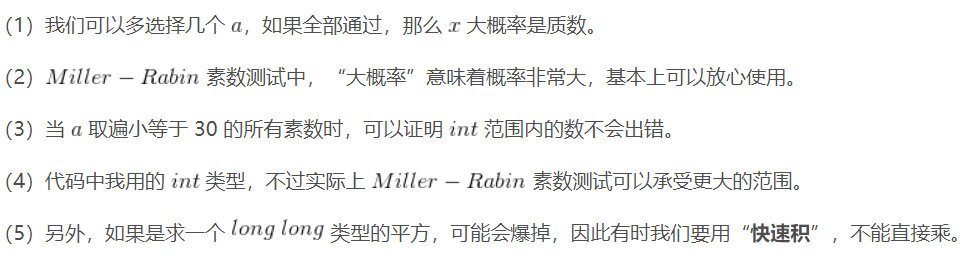 （1）我们可以多选择几个 a，如果全部通过，那么 x 大概率是质数。
（2）Miller − Rabin 素数测试中，“大概率”意味着概率非常大，基本上可以放心使用。
（3）当 a 取遍小等于 30 的所有素数时，可以证明 int 范围内的数不会出错。
（4）代码中我用的 int 类型，不过实际上 Miller − Rabin 素数测试可以承受更大的范围。
（5）另外，如果是求一个 long long 类型的平方，可能会爆掉，因此有时我们要用“快速积”，不能直接乘。